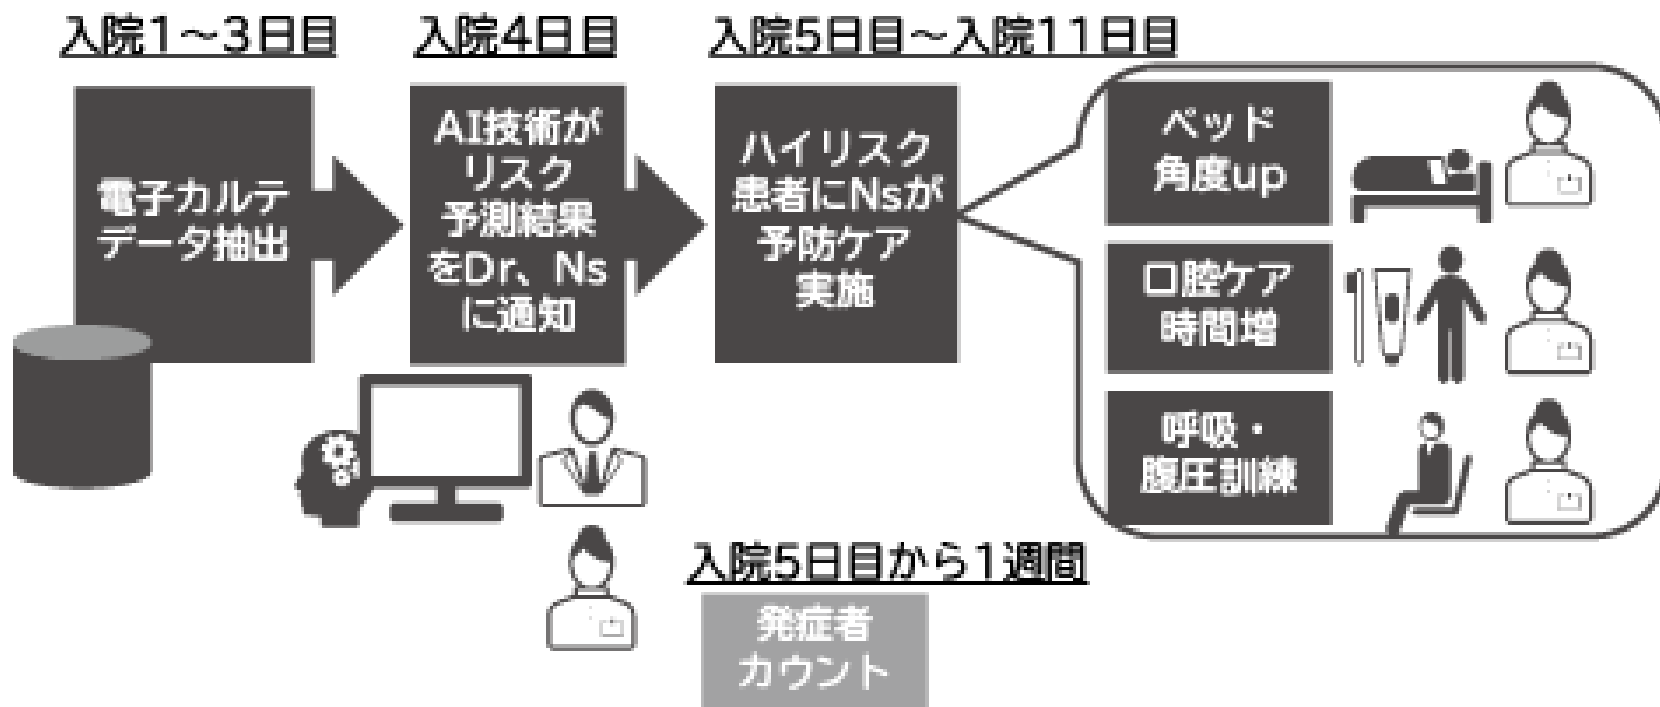 入院1～3日目
入院4日目
入院5日目～入院11日目
電子カルテ
データ抽出
AI技術が
リスク
予測結果
をDr、Ns
に通知
ハイリスク
患者にNsが
予防ケア
実施
ベッド
角度up
口腔ケア
時間増
呼吸・
腹圧訓練
入院5日目から1週間
発症者
カウント